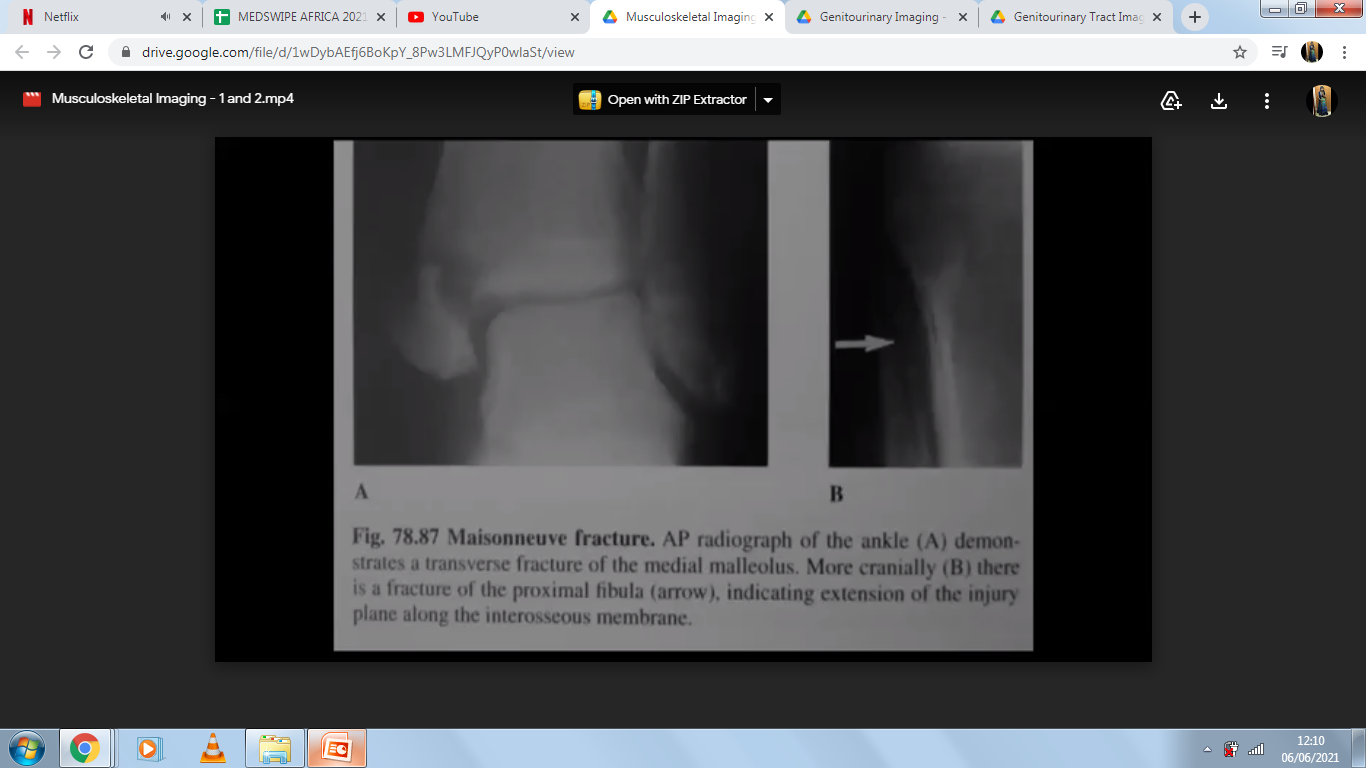 Netflix
MEDSWIPE AFRICA 2021
YouTube
Musculoskeletal Imaging
Genitourinary Imaging -
Genitourinary Tract Imag
drive.google.com/file/d/1wDybAEfj6BoKpY_8Pw3LMFJQyP0wlaSt/view
Musculoskeletal Imaging - 1 and 2.mp4
Open with ZIP Extractor
A
B
Fig. 78.87 Maisonneuve fracture. AP radiograph of the ankle (A) demon-
strates a transverse fracture of the medial malleolus. More cranially (B) there
is a fracture of the proximal fibula (arrow), indicating extension of the injury
plane along the interosseous membrane.
12:10
06/06/2021